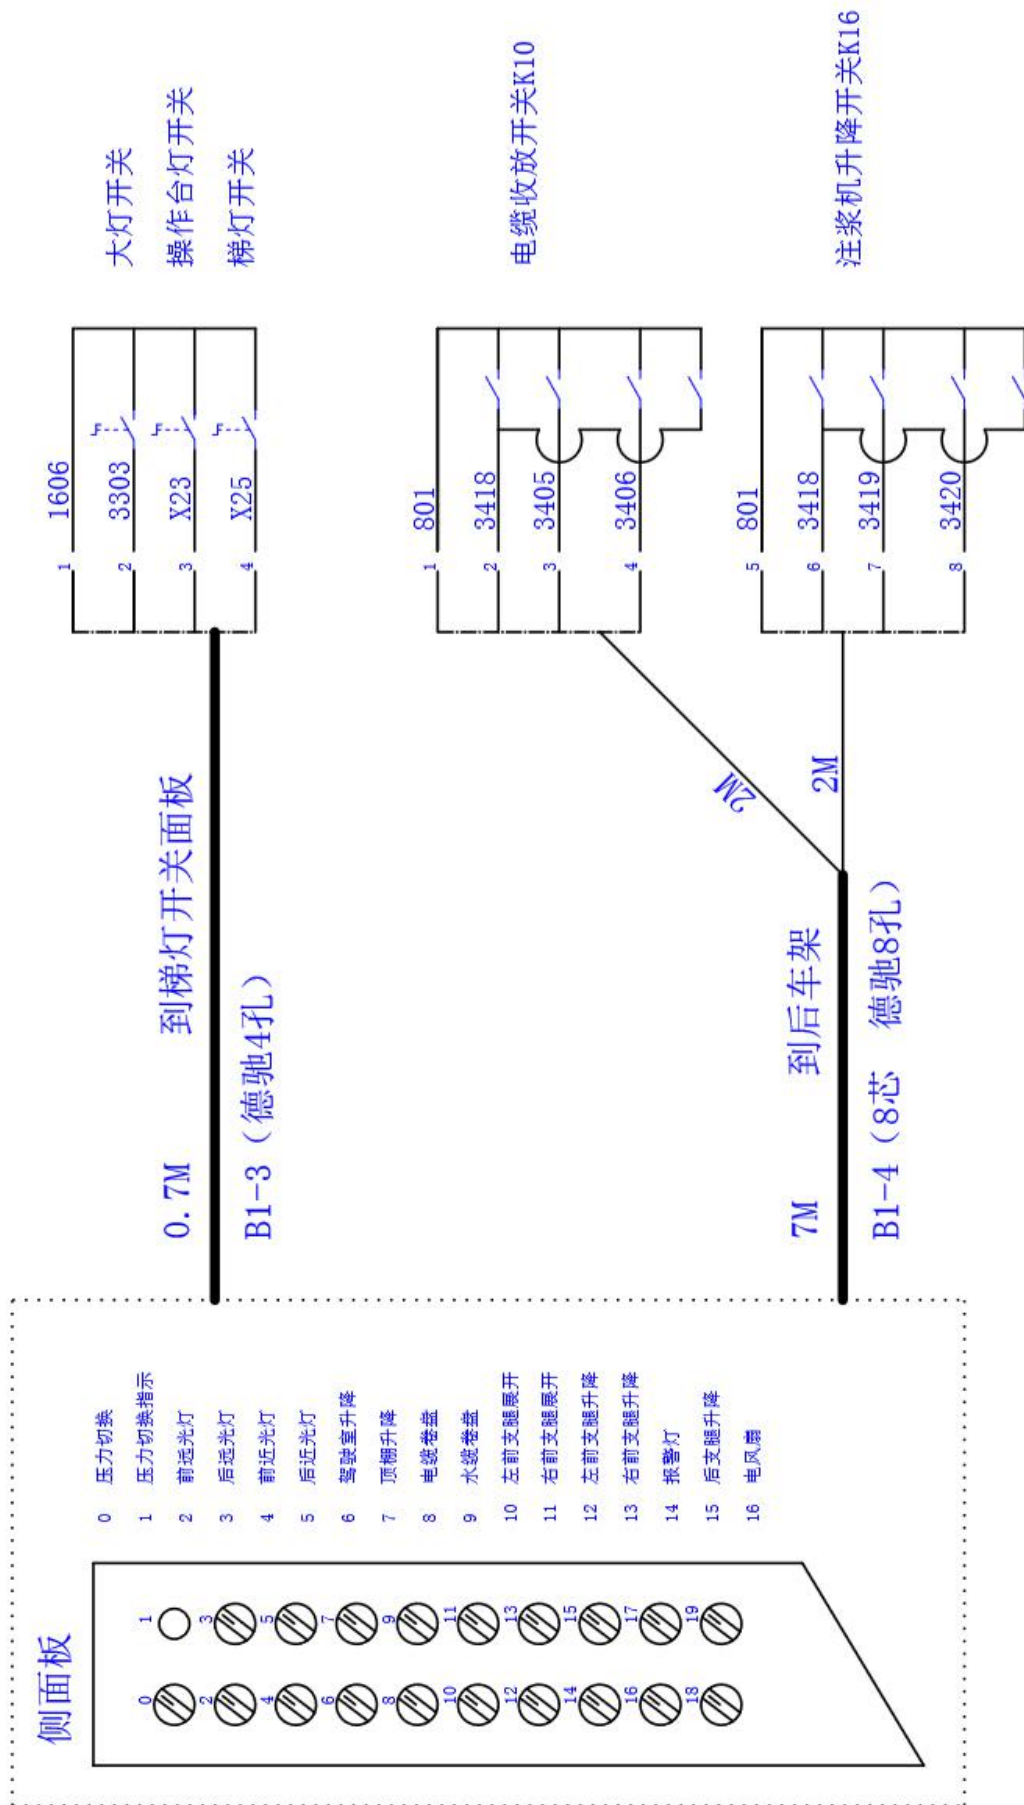 大灯开关
操作台灯开关
梯灯开关
1606
3303
X23
X25
1
2
3
4
到梯灯开关面板
0.7M
B1-3（德驰4孔）
电缆收放开关K10
801
3418
3405
3406
1
2
3
4
注浆机升降开关K16
801
3418
3419
3420
5
6
7
8
2M
2M
到后车架
7M
B1-4（8芯 德驰8孔）
0 压力切换
1 压力切换指示
2 前远光灯
3 后远光灯
4 前近光灯
5 后近光灯
6 驾驶室升降
7 顶棚升降
8 电缆卷盘
9 水缆卷盘
10 左前支腿展开
11 右前支腿展开
12 左前支腿升降
13 右前支腿升降
14 报警灯
15 后支腿升降
16 电风扇
侧面板
1
3
5
7
9
11
13
15
17
19
0
2
4
6
8
10
12
14
16
18